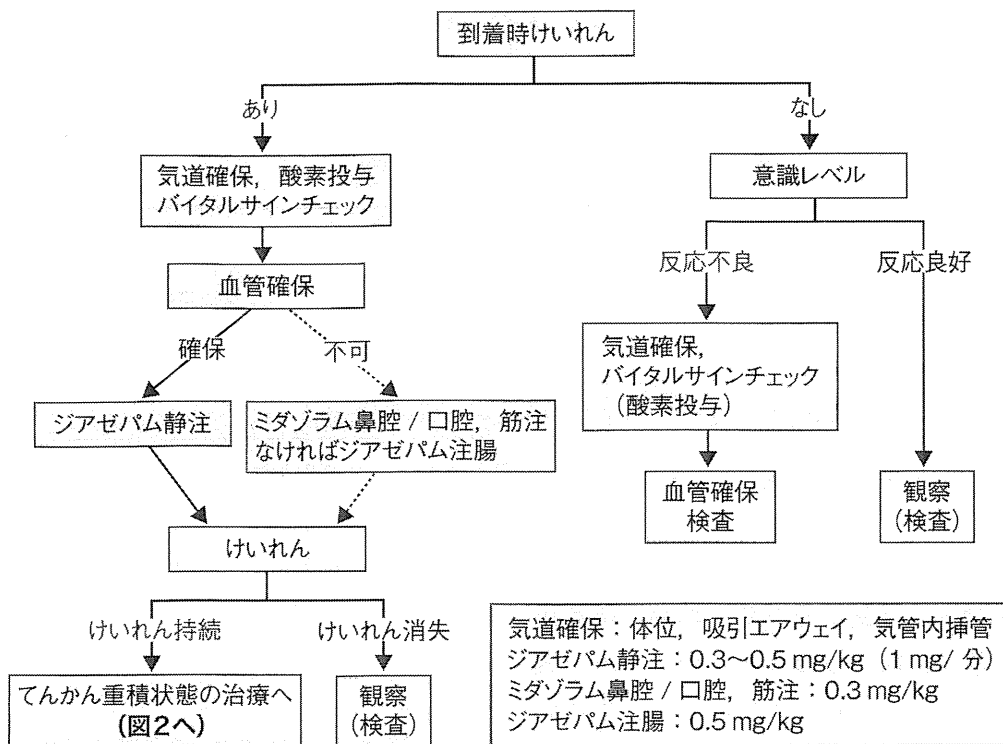 到着時けいれん
あり
なし
気道確保，酸素投与
バイタルサインチェック
意識レベル
血管確保
反応不良
反応良好
確保
不可
気道確保，
バイタルサインチェック
（酸素投与）
ジアゼパム静注
ミダゾラム鼻腔 / 口腔，筋注
なければジアゼパム注腸
血管確保
検査
観察
（検査）
けいれん
けいれん持続
けいれん消失
てんかん重積状態の治療へ
（図2へ）
観察
（検査）
気道確保：体位，吸引エアウェイ，気管内挿管
ジアゼパム静注：0.3〜0.5 mg/kg（1 mg/ 分）
ミダゾラム鼻腔 / 口腔，筋注：0.3 mg/kg
ジアゼパム注腸：0.5 mg/kg